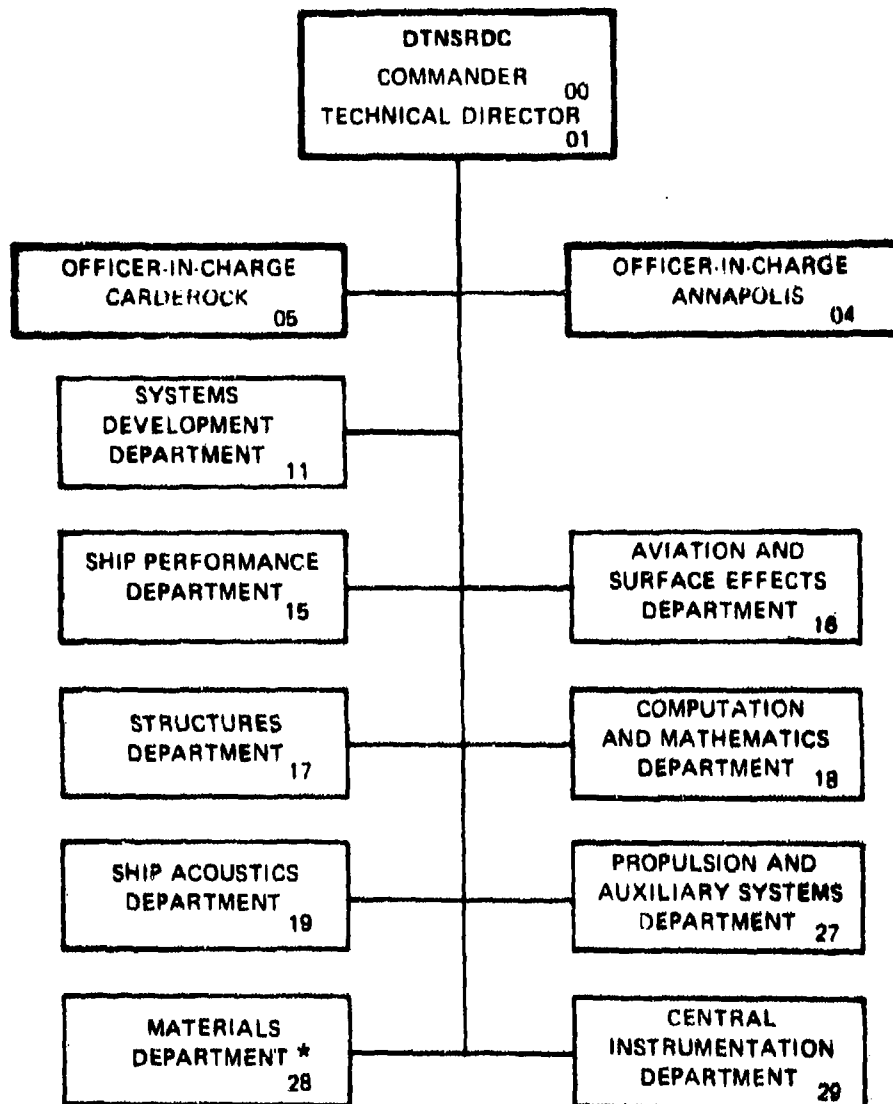 DTNSRDC
COMMANDER
00
TECHNICAL DIRECTOR
01
OFFICER-IN-CHARGE
CARDEROCK
05
OFFICER-IN-CHARGE
ANNAPOLIS
04
SYSTEMS
DEVELOPMENT
DEPARTMENT
11
SHIP PERFORMANCE
DEPARTMENT
15
AVIATION AND
SURFACE EFFECTS
DEPARTMENT
16
STRUCTURES
DEPARTMENT
17
COMPUTATION
AND MATHEMATICS
DEPARTMENT
18
SHIP ACOUSTICS
DEPARTMENT
19
PROPULSION AND
AUXILIARY SYSTEMS
DEPARTMENT
27
MATERIALS
DEPARTMENT *
28
CENTRAL
INSTRUMENTATION
DEPARTMENT
29